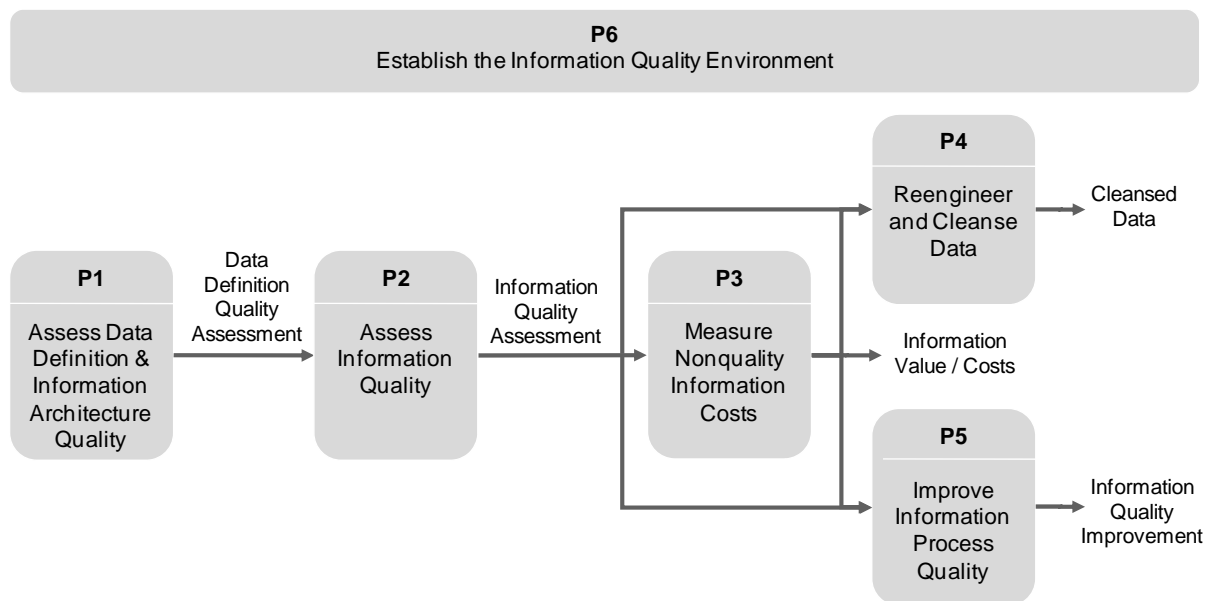 P6
Establish the Information Quality Environment
P4
Reengineer
and Cleanse
Data
Cleansed
Data
P1
Assess Data
Definition &
Information
Architecture
Quality
Data
Definition
Quality
Assessment
P2
Assess
Information
Quality
Information
Quality
Assessment
P3
Measure
Nonquality
Information
Costs
Information
Value / Costs
P5
Improve
Information
Process
Quality
Information
Quality
Improvement